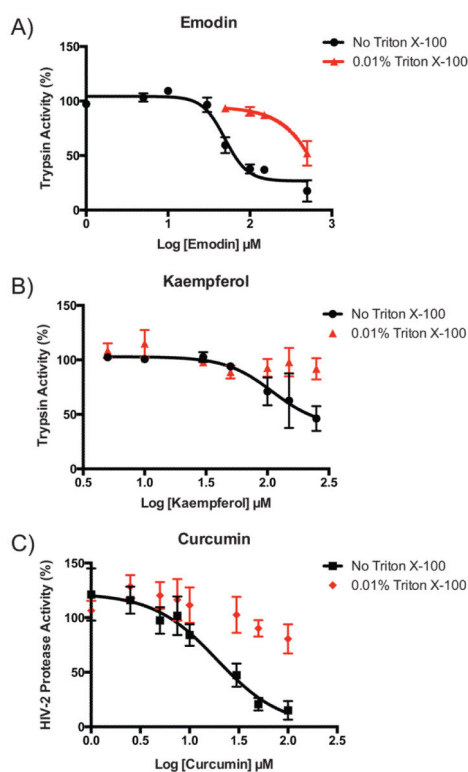 A)
Emodin
No Triton X-100
0.01% Triton X-100
Trypsin Activity (%)
150
100
50
0
0
1
2
3
Log [Emodin] µM
B)
Kaempferol
No Triton X-100
0.01% Triton X-100
Trypsin Activity (%)
150
100
50
0
0.5
1.0
1.5
2.0
2.5
Log [Kaempferol] µM
C)
Curcumin
No Triton X-100
0.01% Triton X-100
HIV-2 Protease Activity (%)
150
100
50
0
0.0
0.5
1.0
1.5
2.0
2.5
Log [Curcumin] µM